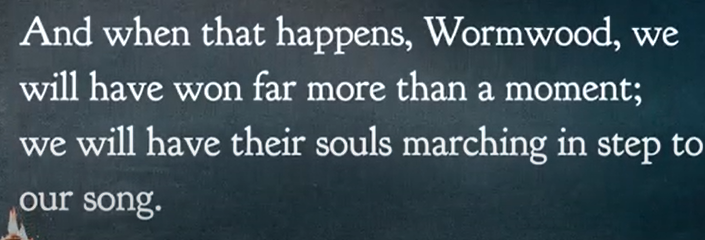 And when that happens, Wormwood, we
will have won far more than a moment;
we will have their souls marching in step to
our song.